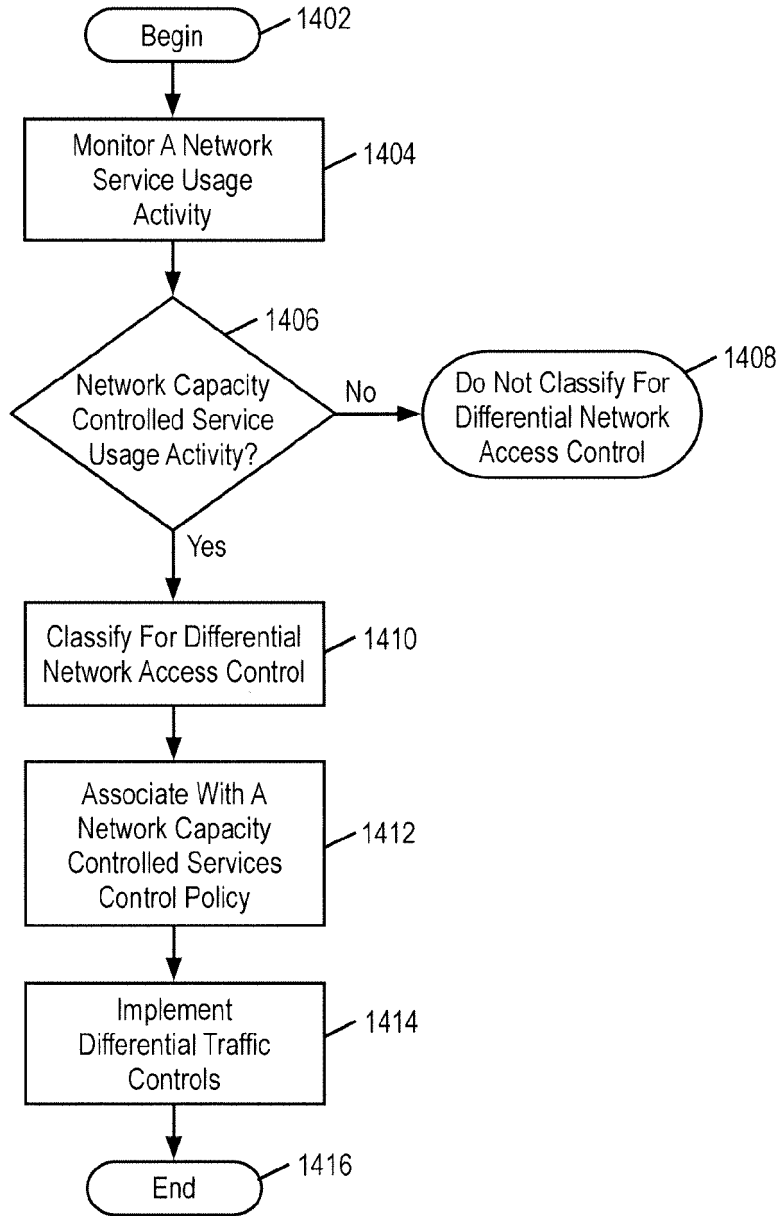 Begin
1402
Monitor A Network
Service Usage
Activity
1404
1406
Network Capacity
Controlled Service
Usage Activity?
No
Do Not Classify For
Differential Network
Access Control
1408
Yes
Classify For Differential
Network Access Control
1410
Associate With A
Network Capacity
Controlled Services
Control Policy
1412
Implement
Differential Traffic
Controls
1414
End
1416